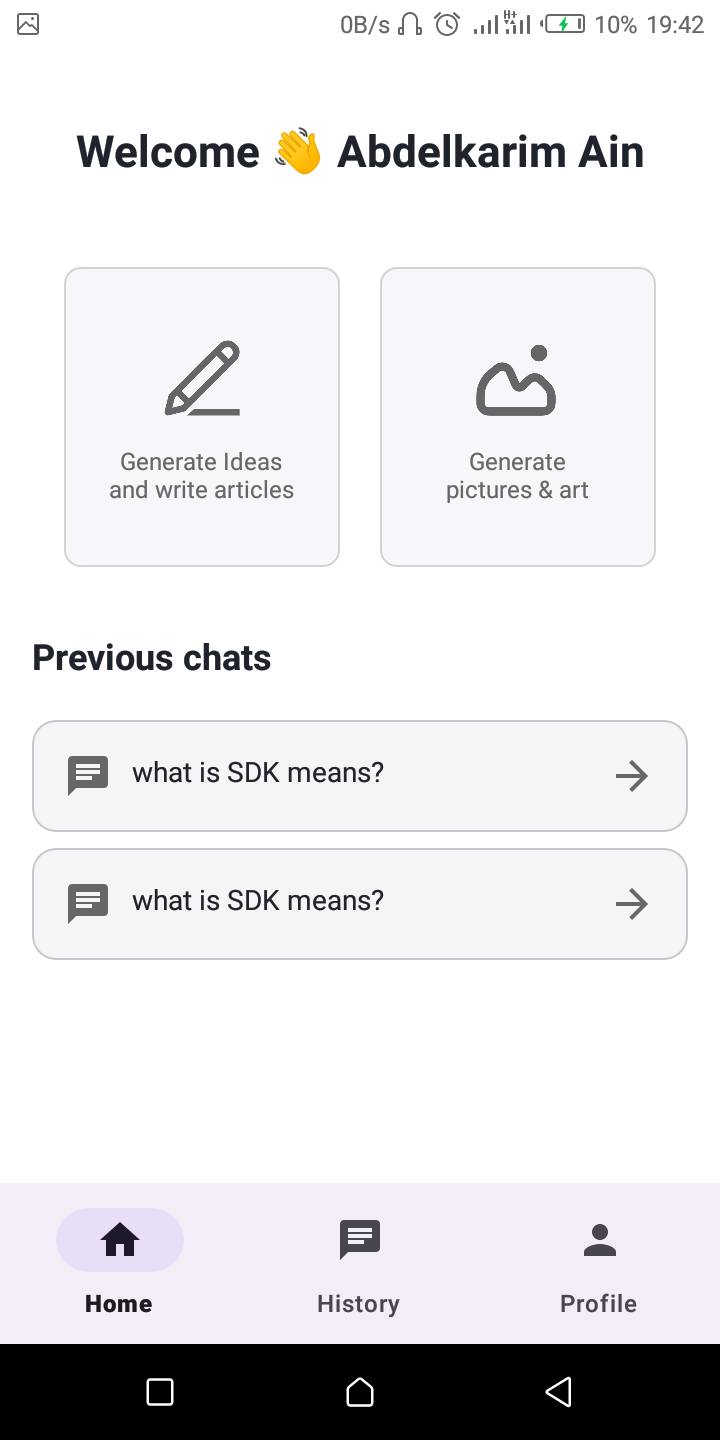 0B/s H+ 10% 19:42
Welcome 👋 Abdelkarim Ain
Generate Ideas
and write articles
Generate
pictures & art
Previous chats
what is SDK means?
what is SDK means?
Home History Profile